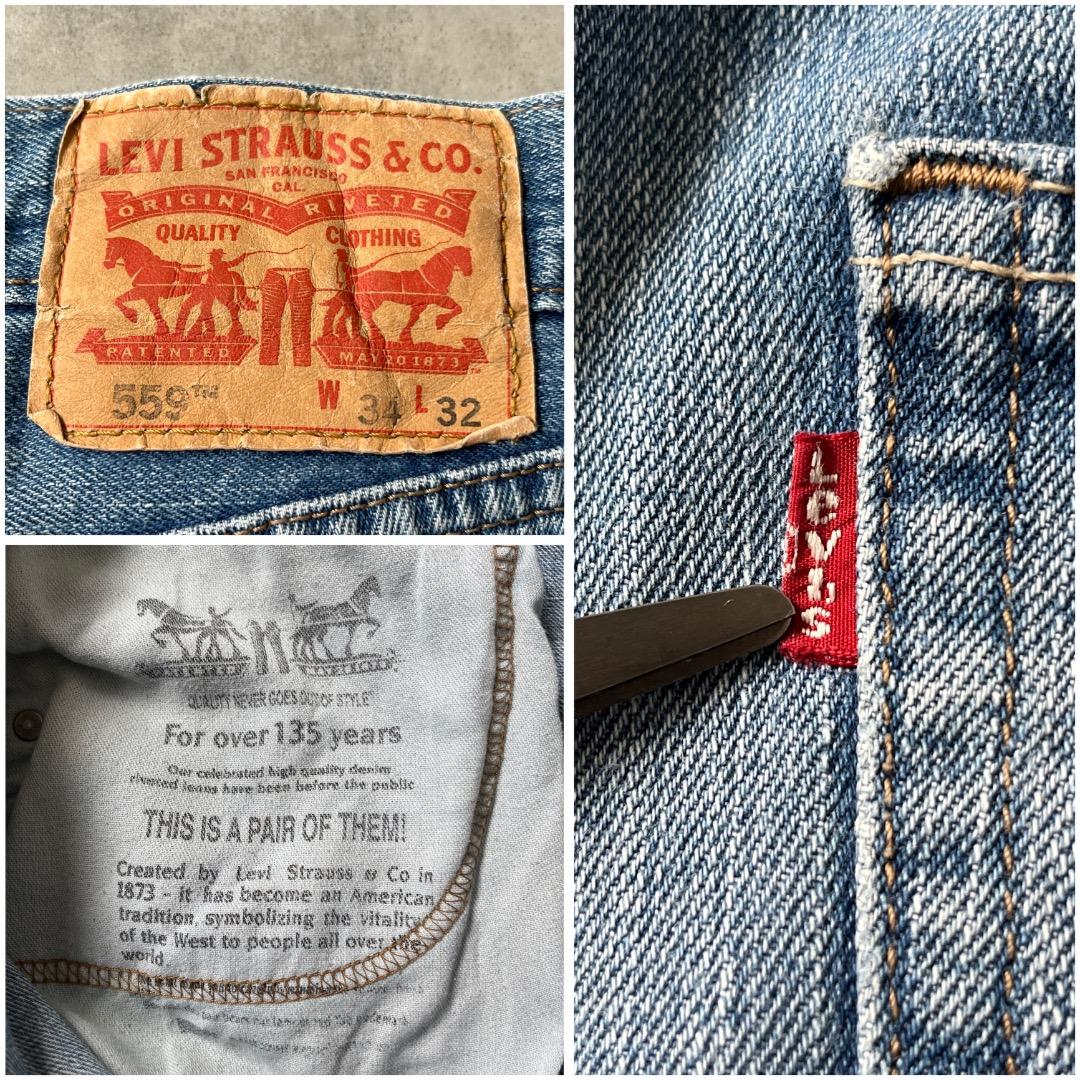 LEVI STRAUSS & CO.
SAN FRANCISCO
CAL.
ORIGINAL RIVETED
QUALITY CLOTHING
PATENTED MAY 20 1873
559™ W 34 L 32
QUALITY NEVER GOES OUT OF STYLE
For over 135 years
Our celebrated high quality denim
riveted jeans have been before the public
THIS IS A PAIR OF THEM!
Created by Levi Strauss & Co in
1873 - it has become an American
tradition, symbolizing the vitality
of the West to people all over the
world
LEVI'S